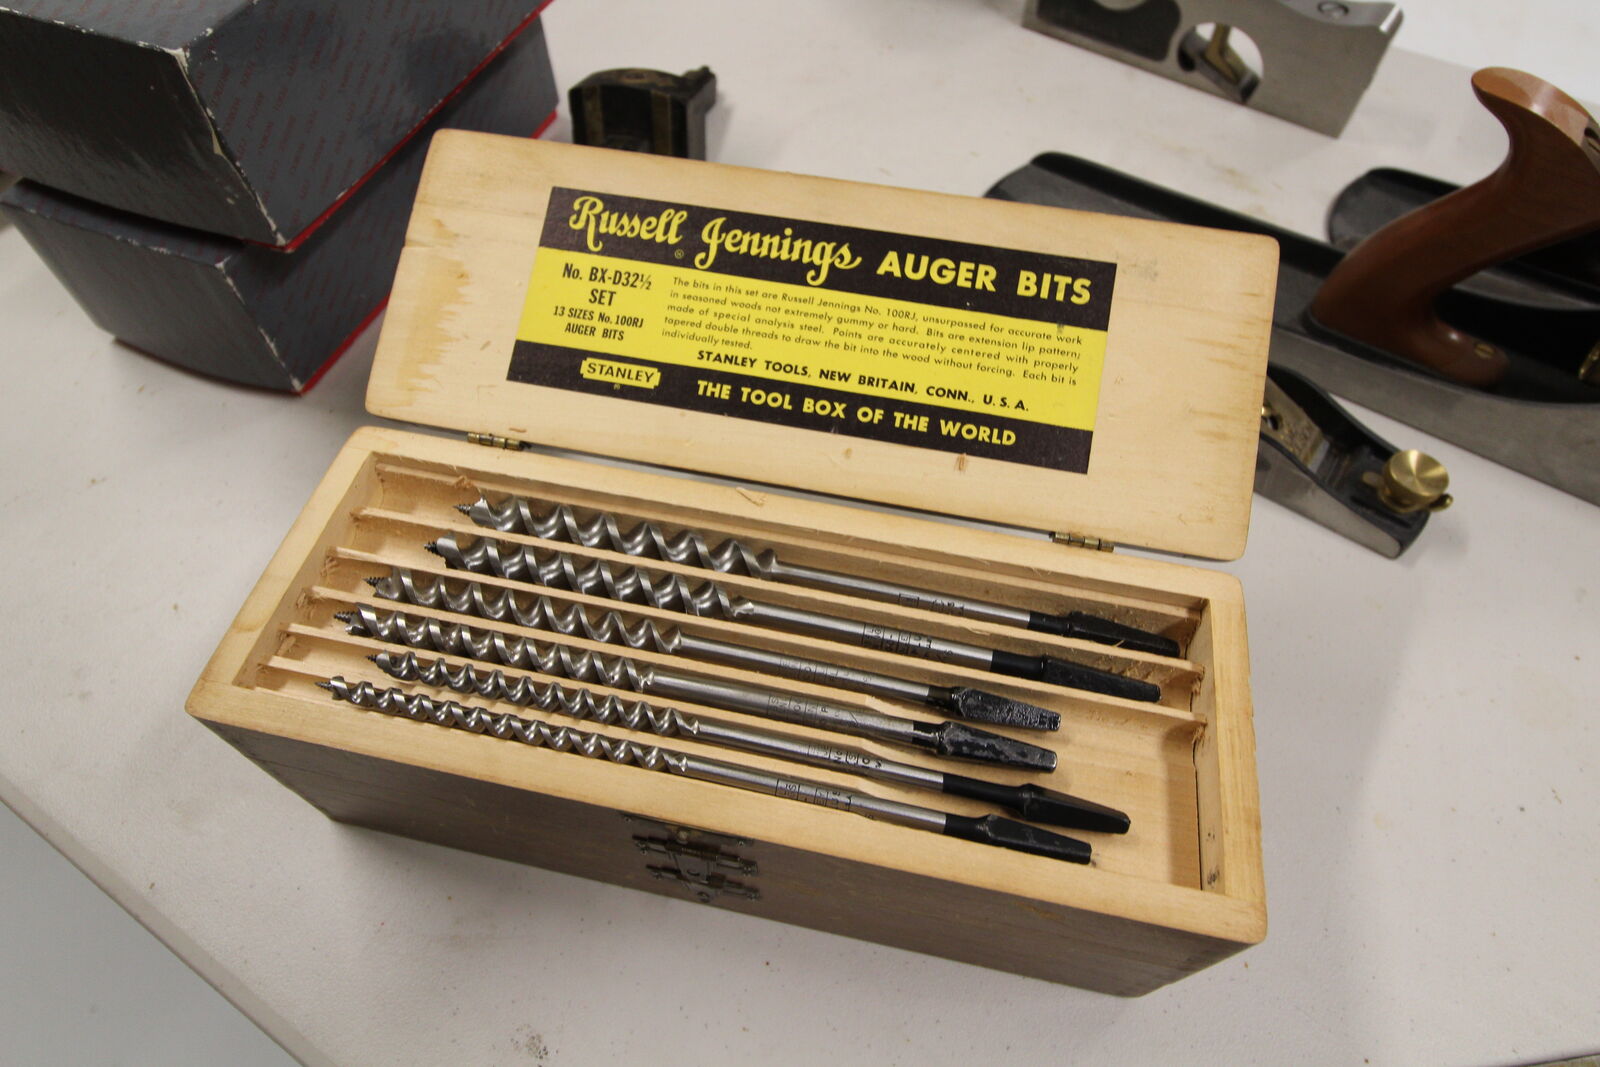 Russell Jennings® AUGER BITS
No. BX-D32½
SET
13 SIZES No. 100RJ
AUGER BITS
The bits in this set are Russell Jennings No. 100RJ, unsurpassed for accurate work
in seasoned woods not extremely gummy or hard. Bits are extension lip pattern;
made of special analysis steel. Points are accurately centered with properly
tapered double threads to draw the bit into the wood without forcing. Each bit is
individually tested.
STANLEY TOOLS, NEW BRITAIN, CONN., U. S. A.
STANLEY®
THE TOOL BOX OF THE WORLD